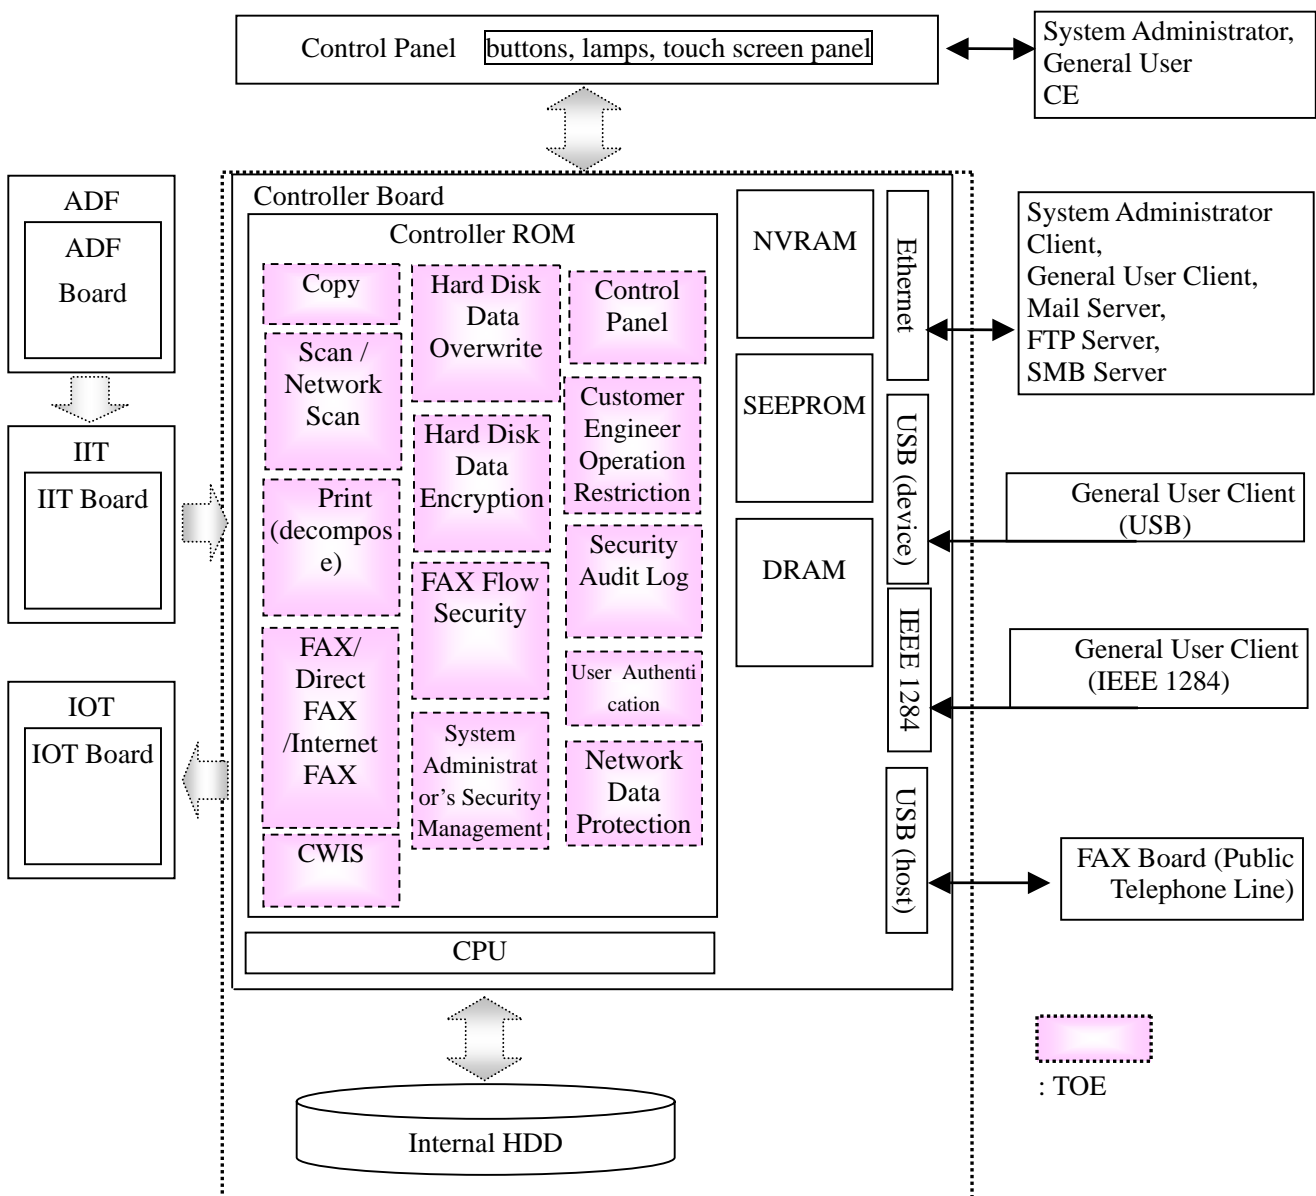 Control Panel buttons, lamps, touch screen panel
System Administrator,
General User
CE
ADF
ADF
Board
IIT
IIT Board
IOT
IOT Board
Controller Board
Controller ROM
Copy
Scan /
Network
Scan
Print
(decompos
e)
FAX/
Direct
FAX
/Internet
FAX
CWIS
Hard Disk
Data
Overwrite
Hard Disk
Data
Encryption
FAX Flow
Security
System
Administrat
or’s Security
Management
Control
Panel
Customer
Engineer
Operation
Restriction
Security
Audit Log
User Authenti
cation
Network
Data
Protection
CPU
NVRAM
SEEPROM
DRAM
Ethernet
USB (device)
IEEE 1284
USB (host)
System Administrator
Client,
General User Client,
Mail Server,
FTP Server,
SMB Server
General User Client
(USB)
General User Client
(IEEE 1284)
FAX Board (Public
Telephone Line)
Internal HDD
: TOE